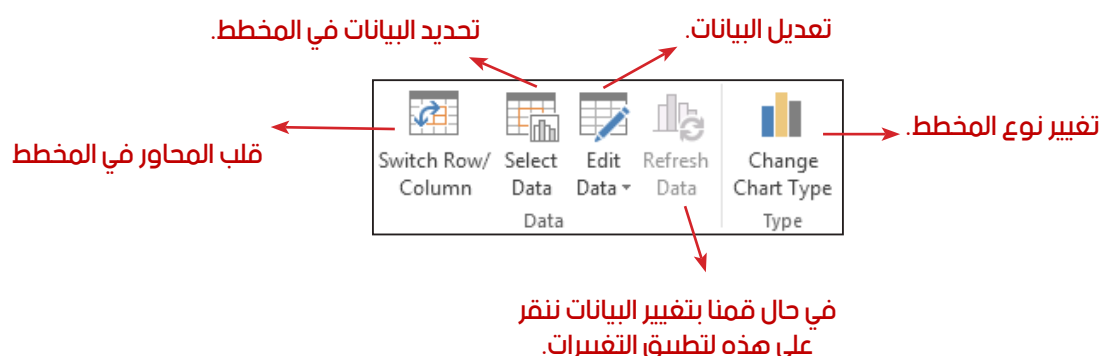 تعديل البيانات.
تحديد البيانات في المخطط.
تغيير نوع المخطط.
قلب المحاور في المخطط
Switch Row/
Column
Select
Data
Edit
Data
Refresh
Data
Change
Chart Type
Data
Type
في حال قمنا بتغيير البيانات ننقر
على هذه لتطبيق التغييرات.